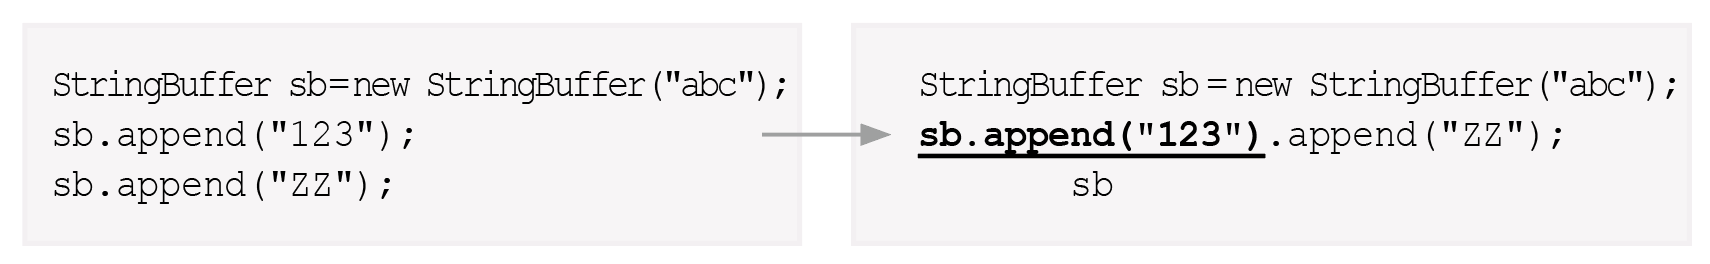 StringBuffer sb=new StringBuffer("abc");
sb.append("123");
sb.append("ZZ");
StringBuffer sb = new StringBuffer("abc");
sb.append("123").append("ZZ");
sb